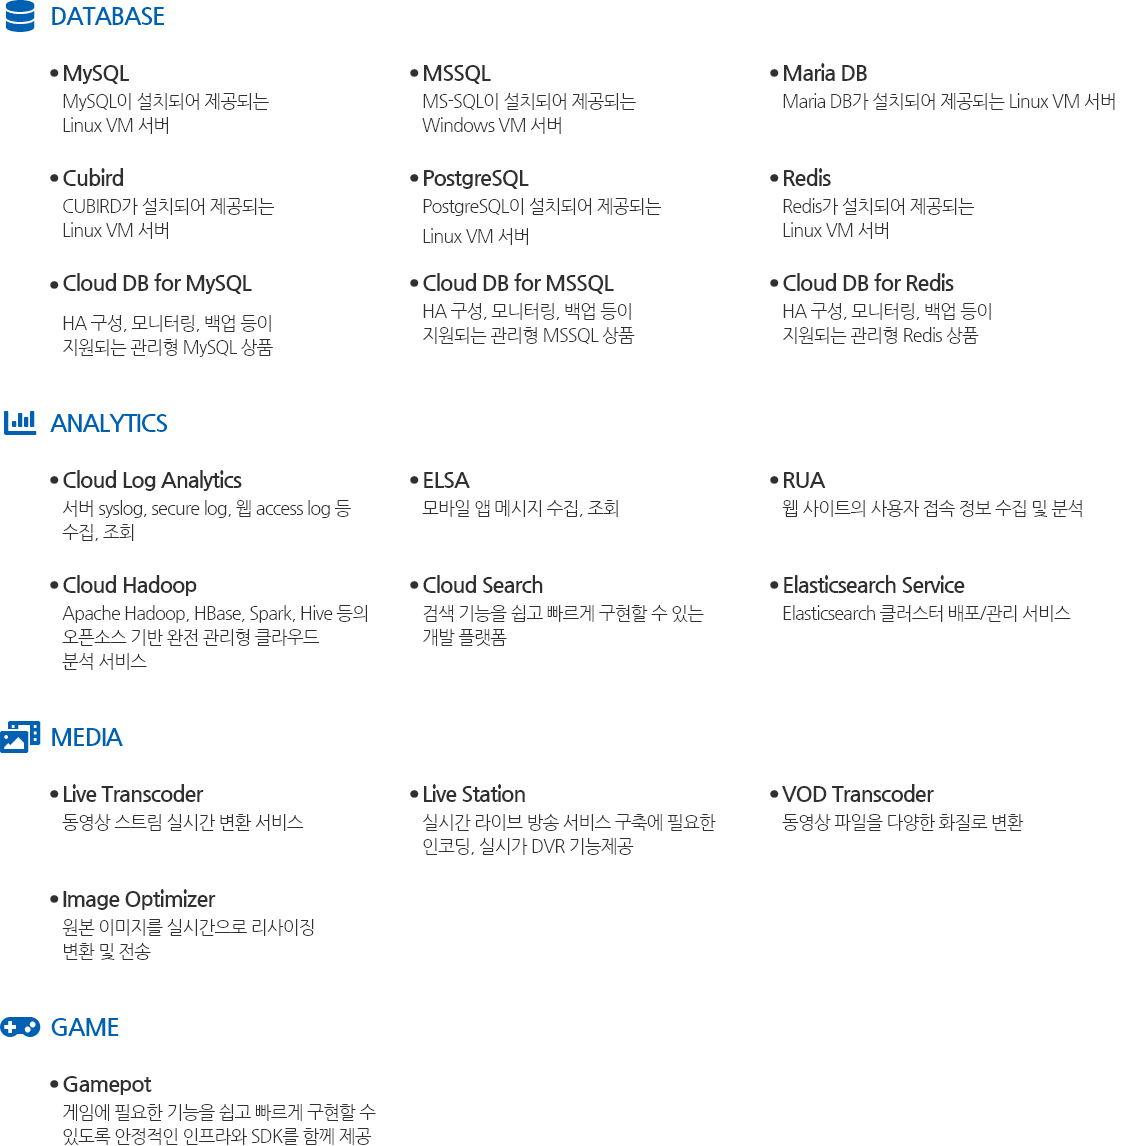 DATABASE
MySQL
MySQL이 설치되어 제공되는
Linux VM 서버
MSSQL
MS-SQL이 설치되어 제공되는
Windows VM 서버
Maria DB
Maria DB가 설치되어 제공되는 Linux VM 서버
Cubird
CUBIRD가 설치되어 제공되는
Linux VM 서버
PostgreSQL
PostgreSQL이 설치되어 제공되는
Linux VM 서버
Redis
Redis가 설치되어 제공되는
Linux VM 서버
Cloud DB for MySQL
HA 구성, 모니터링, 백업 등이
지원되는 관리형 MySQL 상품
Cloud DB for MSSQL
HA 구성, 모니터링, 백업 등이
지원되는 관리형 MSSQL 상품
Cloud DB for Redis
HA 구성, 모니터링, 백업 등이
지원되는 관리형 Redis 상품
ANALYTICS
Cloud Log Analytics
서버 syslog, secure log, 웹 access log 등
수집, 조회
ELSA
모바일 앱 메시지 수집, 조회
RUA
웹 사이트의 사용자 접속 정보 수집 및 분석
Cloud Hadoop
Apache Hadoop, HBase, Spark, Hive 등의
오픈소스 기반 완전 관리형 클라우드
분석 서비스
Cloud Search
검색 기능을 쉽고 빠르게 구현할 수 있는
개발 플랫폼
Elasticsearch Service
Elasticsearch 클러스터 배포/관리 서비스
MEDIA
Live Transcoder
동영상 스트림 실시간 변환 서비스
Live Station
실시간 라이브 방송 서비스 구축에 필요한
인코딩, 실시가 DVR 기능제공
VOD Transcoder
동영상 파일을 다양한 화질로 변환
Image Optimizer
원본 이미지를 실시간으로 리사이징
변환 및 전송
GAME
Gamepot
게임에 필요한 기능을 쉽고 빠르게 구현할 수
있도록 안정적인 인프라와 SDK를 함께 제공